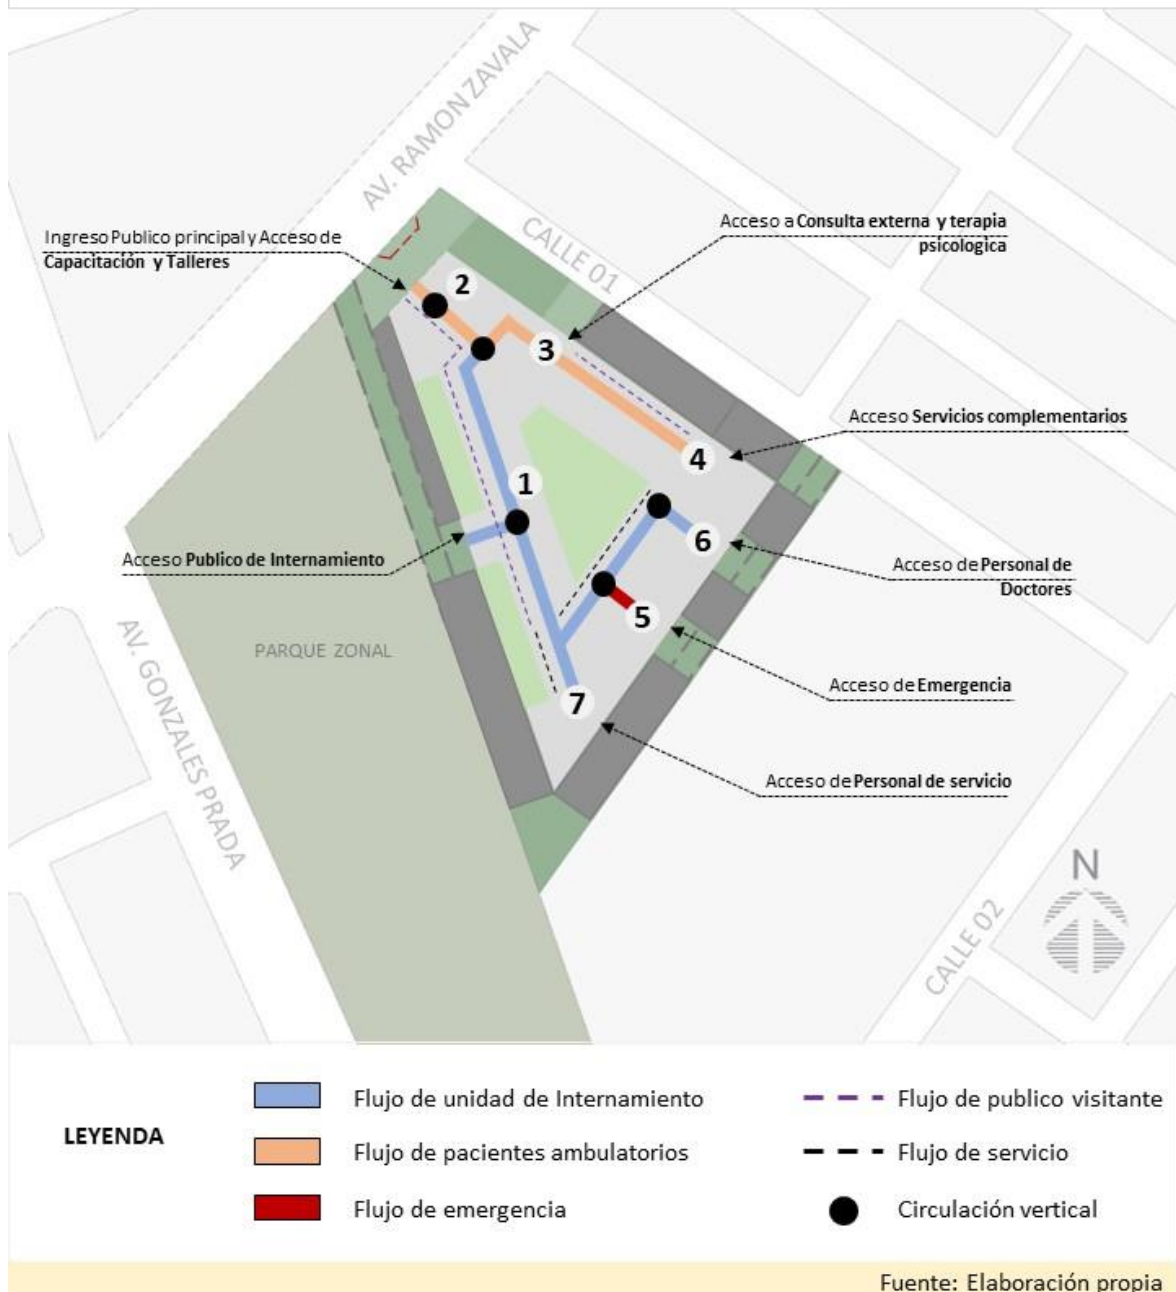 AV. RAMON ZAVALA
CALLE 01
Ingreso Publico principal y Acceso de
Capacitación y Talleres
Acceso a Consulta externa y terapia
psicologica
2
3
Acceso Servicios complementarios
4
1
6
Acceso Publico de Internamiento
Acceso de Personal de
Doctores
5
PARQUE ZONAL
AV. GONZALES PRADA
Acceso de Emergencia
7
Acceso de Personal de servicio
N
CALLE 02
LEYENDA
Flujo de unidad de Internamiento
Flujo de pacientes ambulatorios
Flujo de emergencia
Flujo de publico visitante
Flujo de servicio
Circulación vertical
Fuente: Elaboración propia